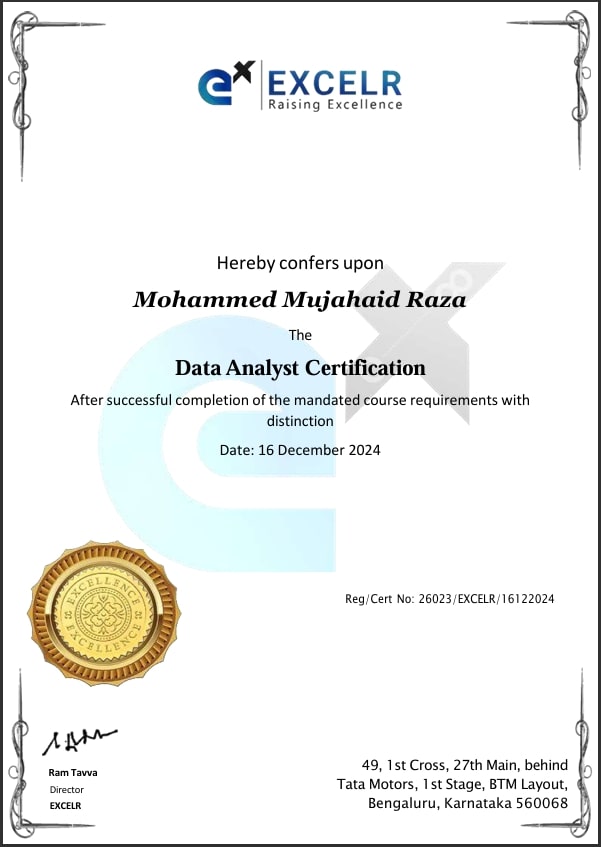 EXCELR
Raising Excellence
Hereby confers upon
Mohammed Mujahaid Raza
The
Data Analyst Certification
After successful completion of the mandated course requirements with
distinction
Date: 16 December 2024
Reg/Cert No: 26023/EXCELR/16122024
EXCELLENCE
EXCELLENCE
Ram Tavva
Director
EXCELR
49, 1st Cross, 27th Main, behind
Tata Motors, 1st Stage, BTM Layout,
Bengaluru, Karnataka 560068